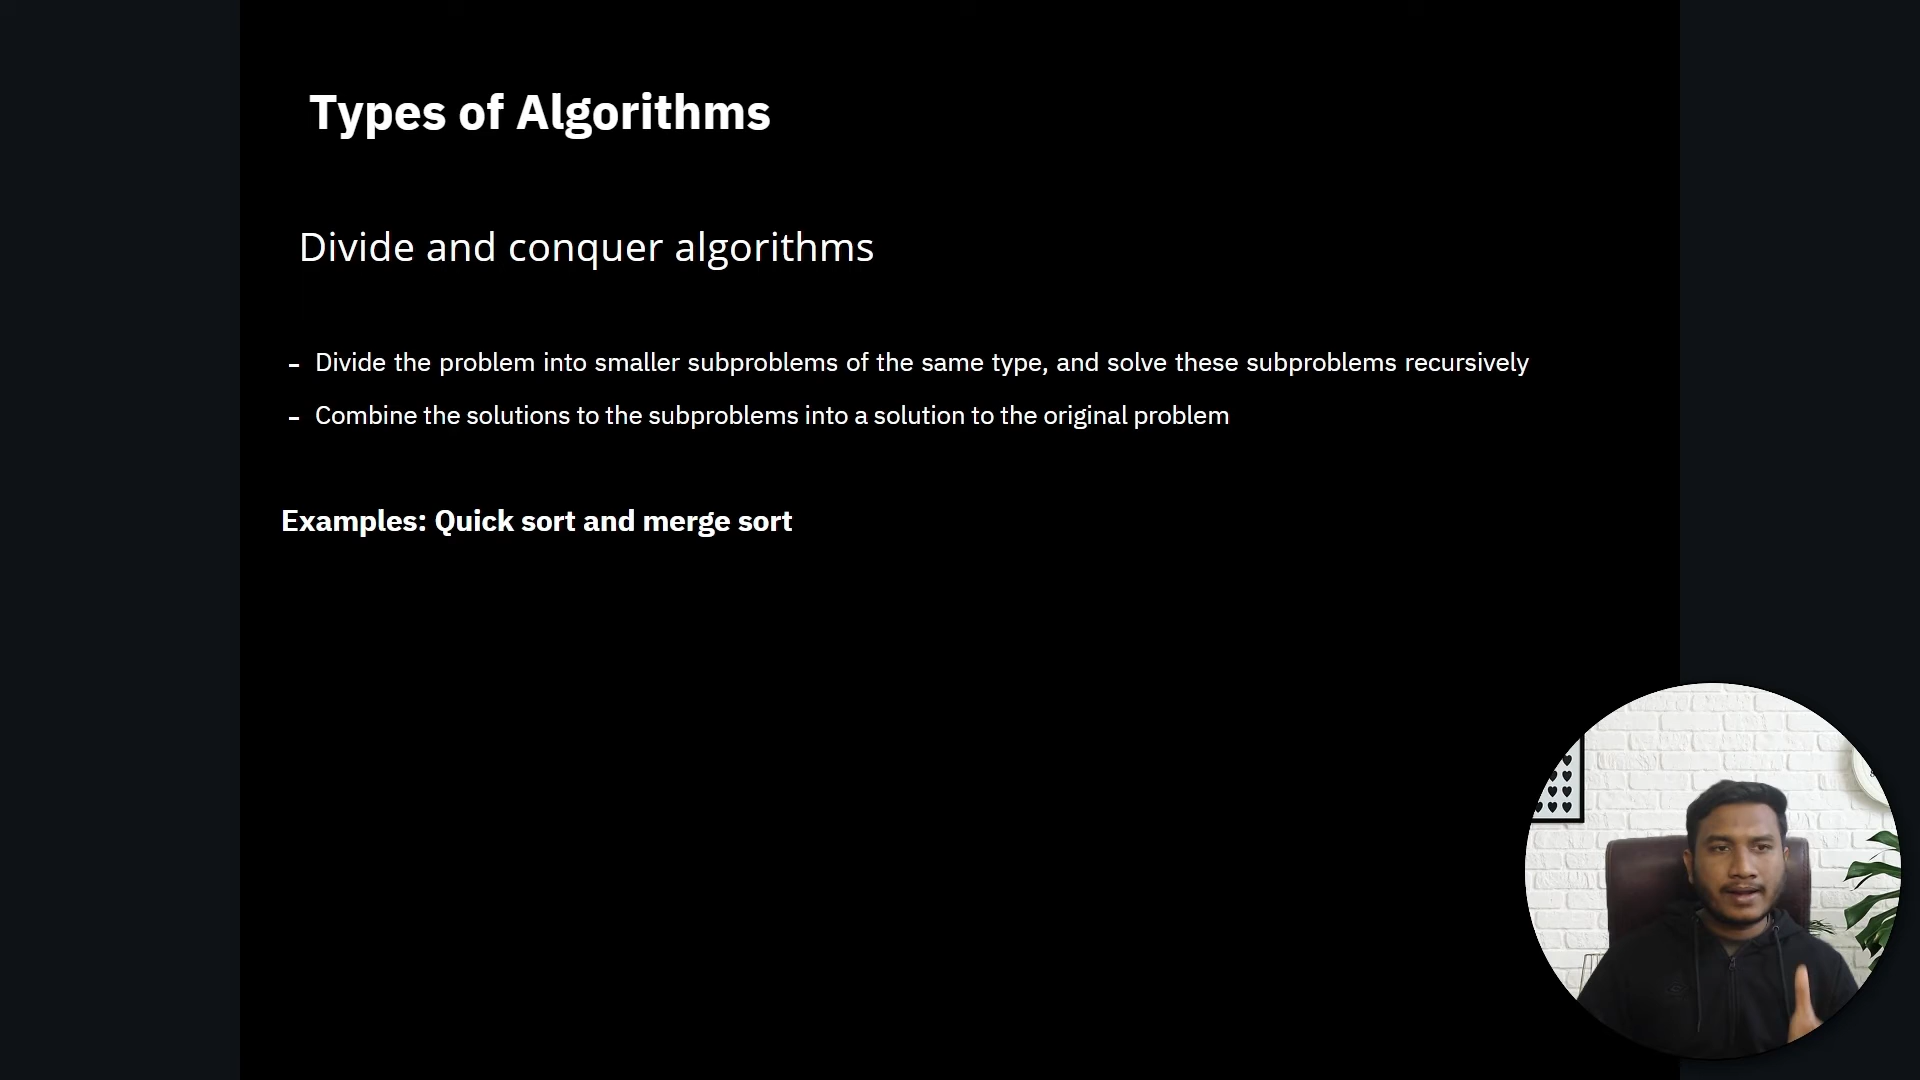 Types of Algorithms
Divide and conquer algorithms
- Divide the problem into smaller subproblems of the same type, and solve these subproblems recursively
- Combine the solutions to the subproblems into a solution to the original problem
Examples: Quick sort and merge sort